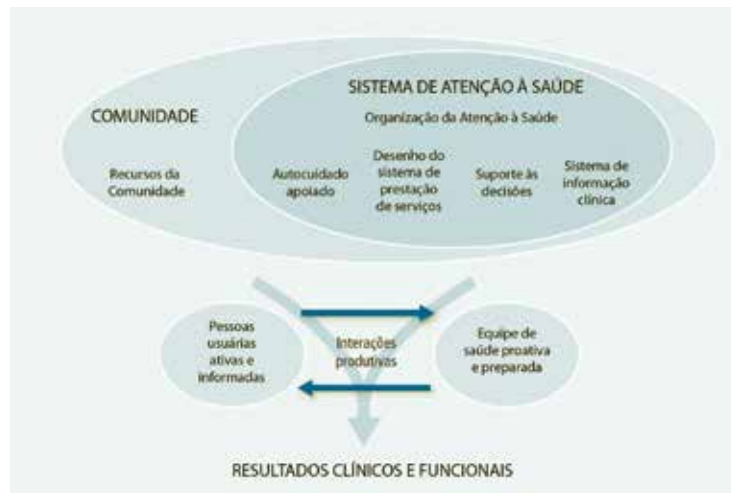 SISTEMA DE ATENÇÃO À SAÚDE
COMUNIDADE
Organização da Atenção à Saúde
Recursos da
Comunidade
Autocuidado
apoiado
Desenho do
sistema de
prestação
de serviços
Suporte às
decisões
Sistema de
informação
clínica
Pessoas
usuárias
ativas e
informadas
Interações
produtivas
Equipe de
saúde proativa
e preparada
RESULTADOS CLÍNICOS E FUNCIONAIS